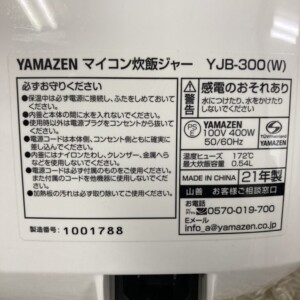 YAMAZEN マイコン炊飯ジャー YJB-300(W)
必ずお守りください
●保温中は必ず電源に接続し、ふたをしめておいて
ください。
●内釜と本体の間に水を入れないでください。
●使用時以外は電源プラグをコンセントから抜いて
ください。
●電源コードは本体側、コンセント側ともに確実に
差し込んでください。
●内釜にはナイロンたわし、クレンザー、金属へら
などを使用しないでください。
●電源コードは付属のものをご使用ください。
また付属のコードを他機器に使用しないで
ください。
●加熱板の汚れは必ず取り除いてご使用ください。
製造番号: 1001788
感電のおそれあり
水につけたり、水をかけたり
しないでください
PS
E
YAMAZEN
100V 400W
50/60Hz
YAMAZEN
温度ヒューズ 172℃
最大炊飯容量 0.54L
MADE IN CHINA 21年製
山善 お客様ご相談窓口
お電話
0570-019-700
Eメール
info_a@yamazen.co.jp